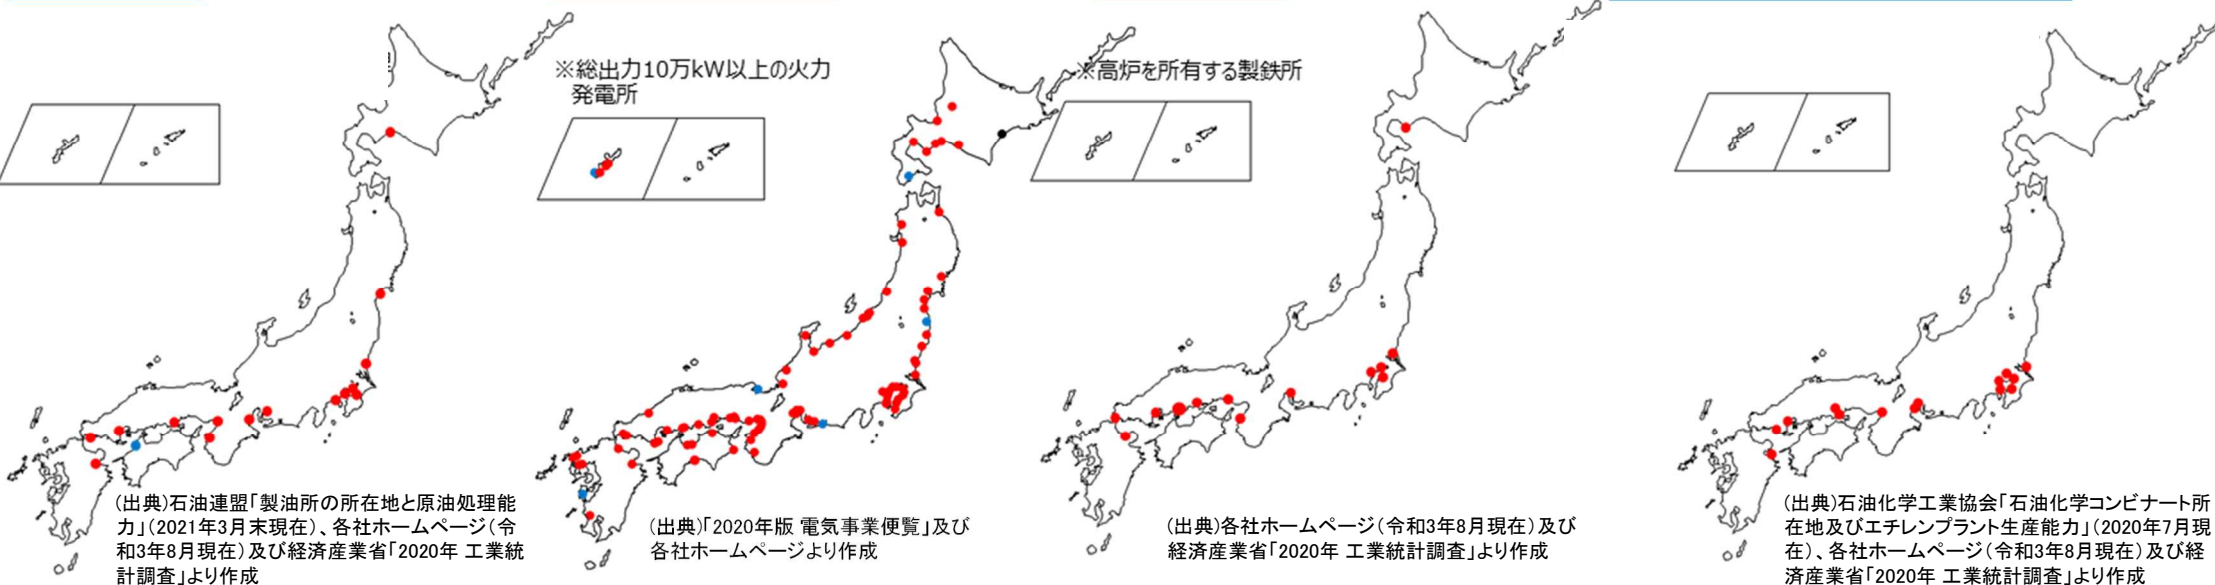 ※総出力10万kW以上の火力
発電所
※高炉を所有する製鉄所
(出典)石油連盟「製油所の所在地と原油処理能
力」(2021年3月末現在)、各社ホームページ(令
和3年8月現在)及び経済産業省「2020年 工業統
計調査」より作成
(出典)「2020年版 電気事業便覧」及び
各社ホームページより作成
(出典)各社ホームページ(令和3年8月現在)及び
経済産業省「2020年 工業統計調査」より作成
(出典)石油化学工業協会「石油化学コンビナート所
在地及びエチレンプラント生産能力」(2020年7月現
在)、各社ホームページ(令和3年8月現在)及び経
済産業省「2020年 工業統計調査」より作成